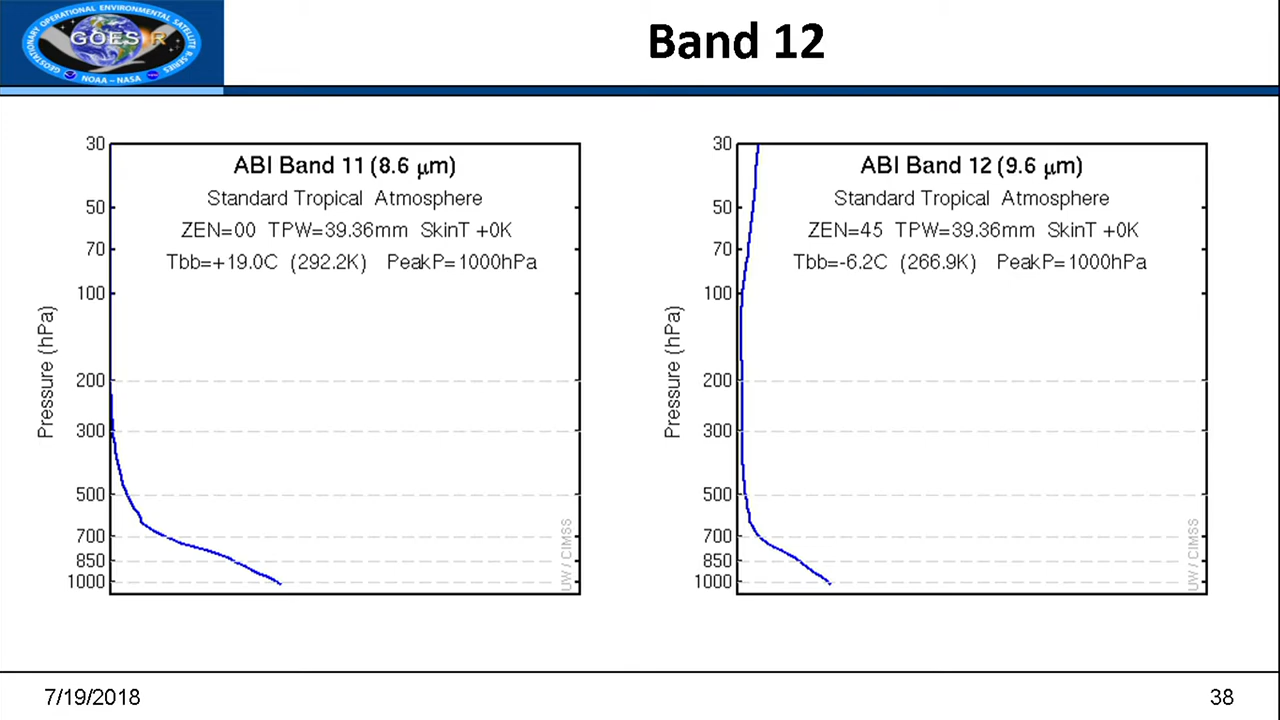 GEOSTATIONARY OPERATIONAL ENVIRONMENTAL SATELLITE R-SERIES
GOES R
NOAA – NASA
Band 12
ABI Band 11 (8.6 μm)
Standard Tropical Atmosphere
ZEN=00 TPW=39.36mm SkinT +0K
Tbb=+19.0C (292.2K) PeakP=1000hPa
Pressure (hPa)
30
50
70
100
200
300
500
700
850
1000
UW / CIMSS
ABI Band 12 (9.6 μm)
Standard Tropical Atmosphere
ZEN=45 TPW=39.36mm SkinT +0K
Tbb=-6.2C (266.9K) PeakP=1000hPa
Pressure (hPa)
30
50
70
100
200
300
500
700
850
1000
UW / CIMSS
7/19/2018
38